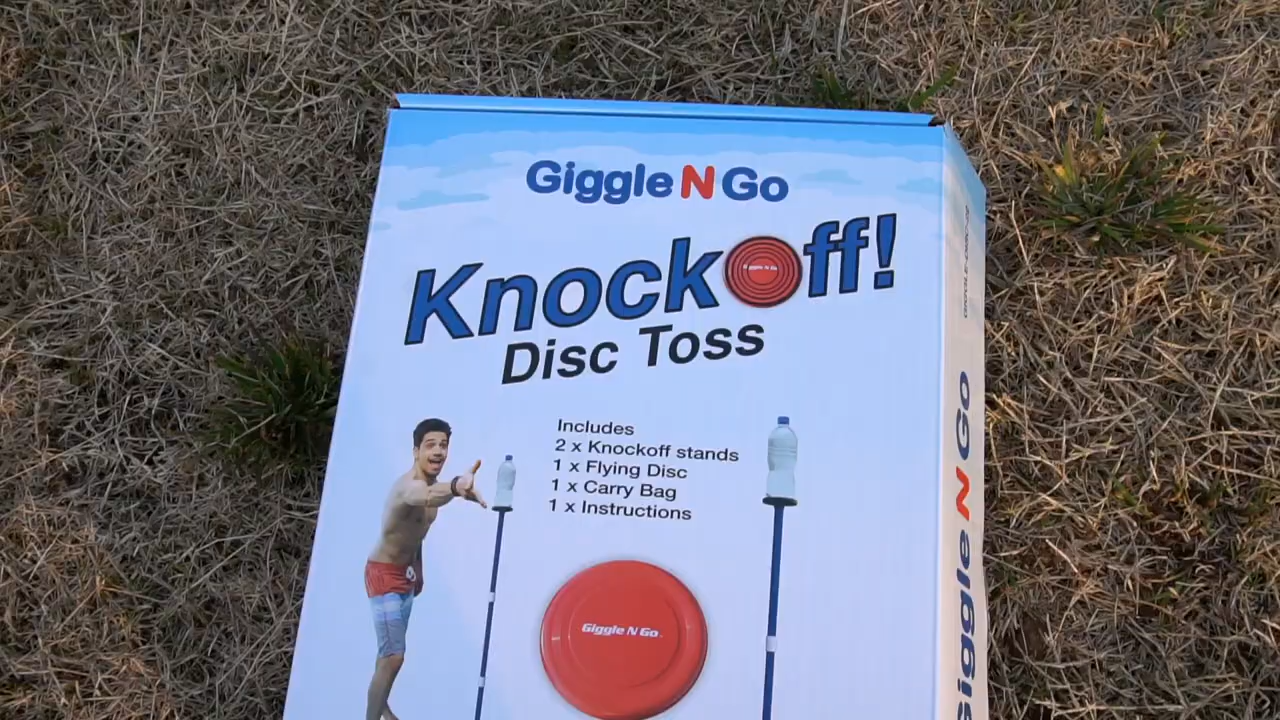 Giggle N Go
Knockoff!
Disc Toss
Includes
2 x Knockoff stands
1 x Flying Disc
1 x Carry Bag
1 x Instructions
Giggle N Go
Giggle N Go